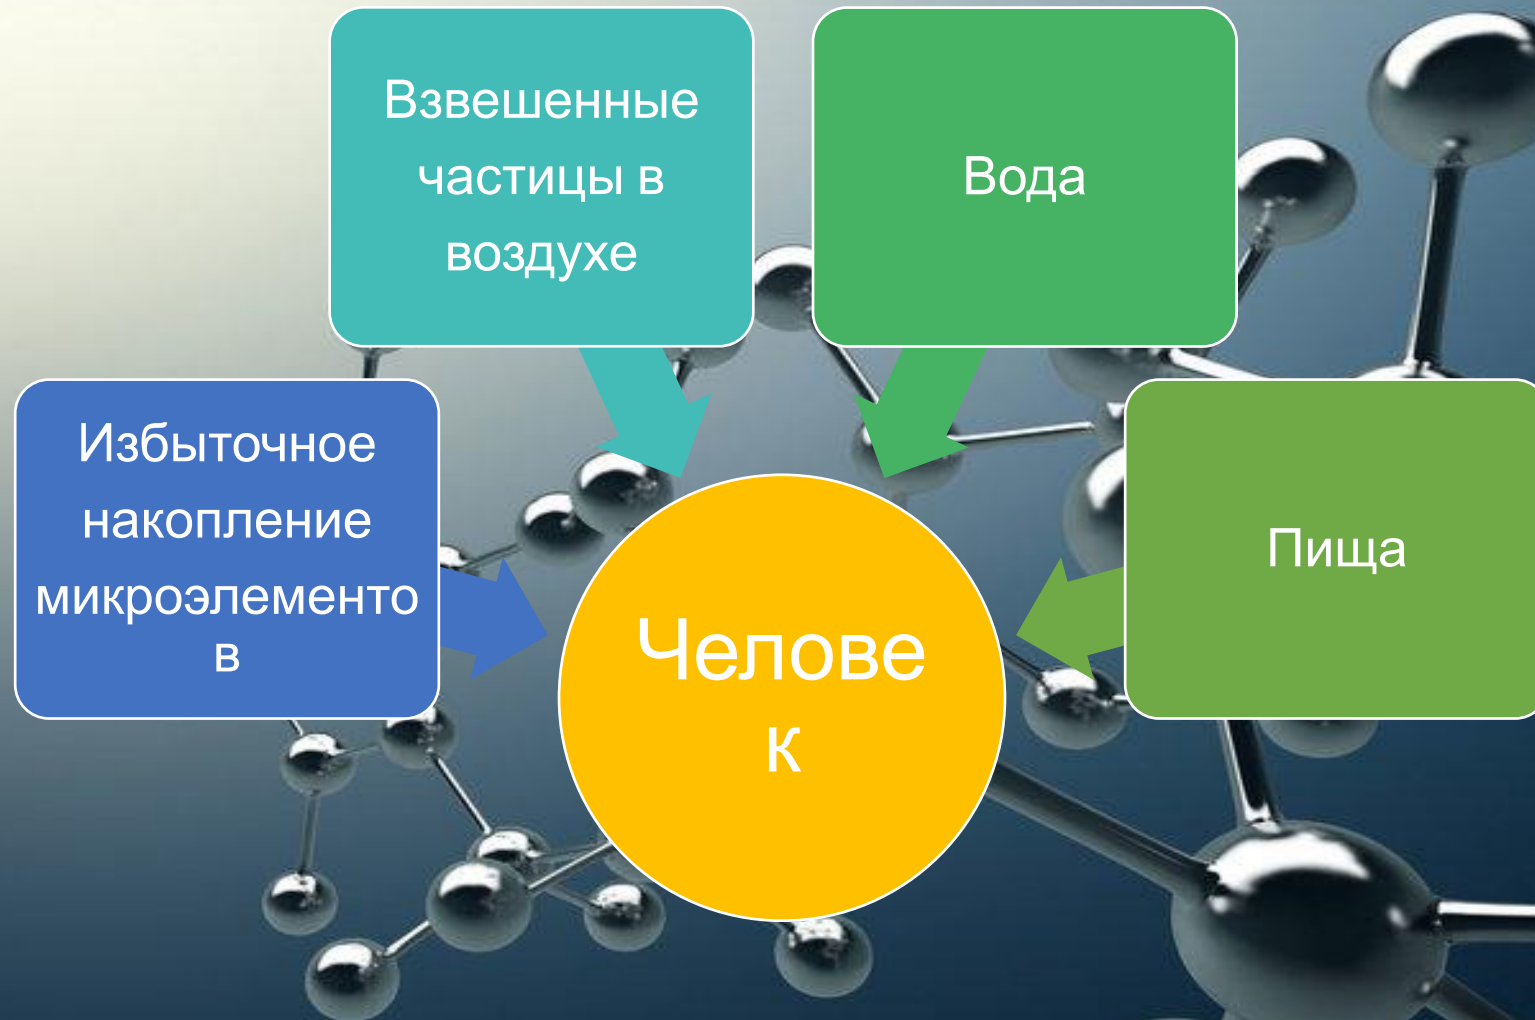 Взвешенные
частицы в
воздухе
Вода
Избыточное
накопление
микроэлементо
в
Пища
Челове
к